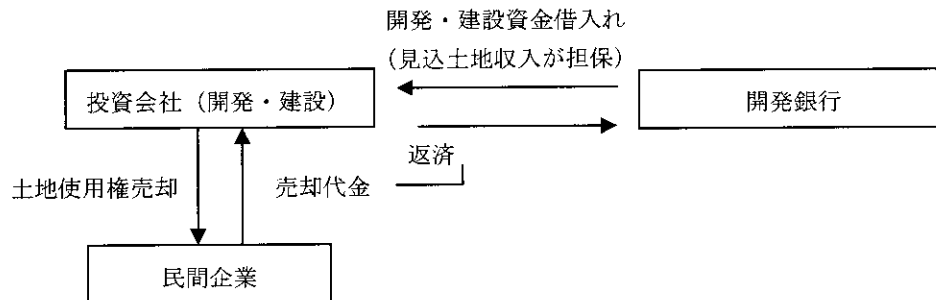 開発・建設資金借入れ
(見込土地収入が担保)
投資会社(開発・建設)
開発銀行
返済
土地使用権売却
売却代金
民間企業